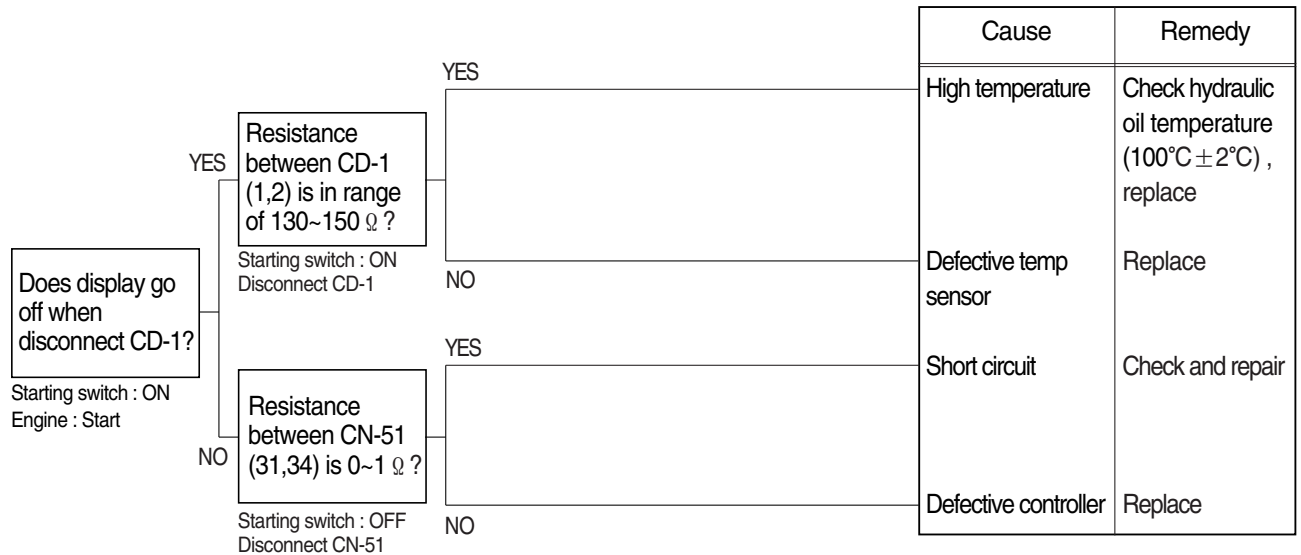 Cause
Remedy
YES
High temperature
Check hydraulic
oil temperature
(100°C±2°C) ,
replace
Resistance
between CD-1
(1,2) is in range
of 130~150 Ω ?
YES
Starting switch : ON
Disconnect CD-1
NO
Defective temp
sensor
Replace
Does display go
off when
disconnect CD-1?
Starting switch : ON
Engine : Start
YES
Short circuit
Check and repair
Resistance
between CN-51
(31,34) is 0~1 Ω ?
NO
Starting switch : OFF
Disconnect CN-51
NO
Defective controller
Replace